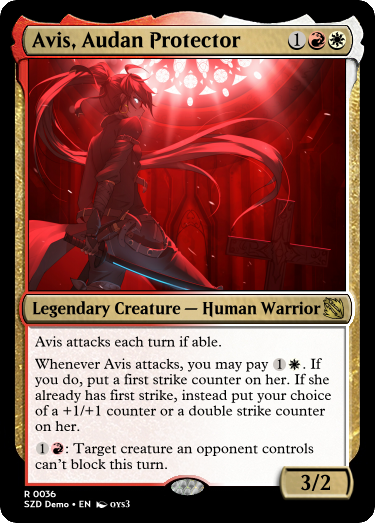 Avis, Audan Protector 1
Legendary Creature — Human Warrior
Avis attacks each turn if able.
Whenever Avis attacks, you may pay 1. If
you do, put a first strike counter on her. If she
already has first strike, instead put your choice
of a +1/+1 counter or a double strike counter
on her.
1: Target creature an opponent controls
can't block this turn.
3/2
R 0036
SZD Demo • EN oys3